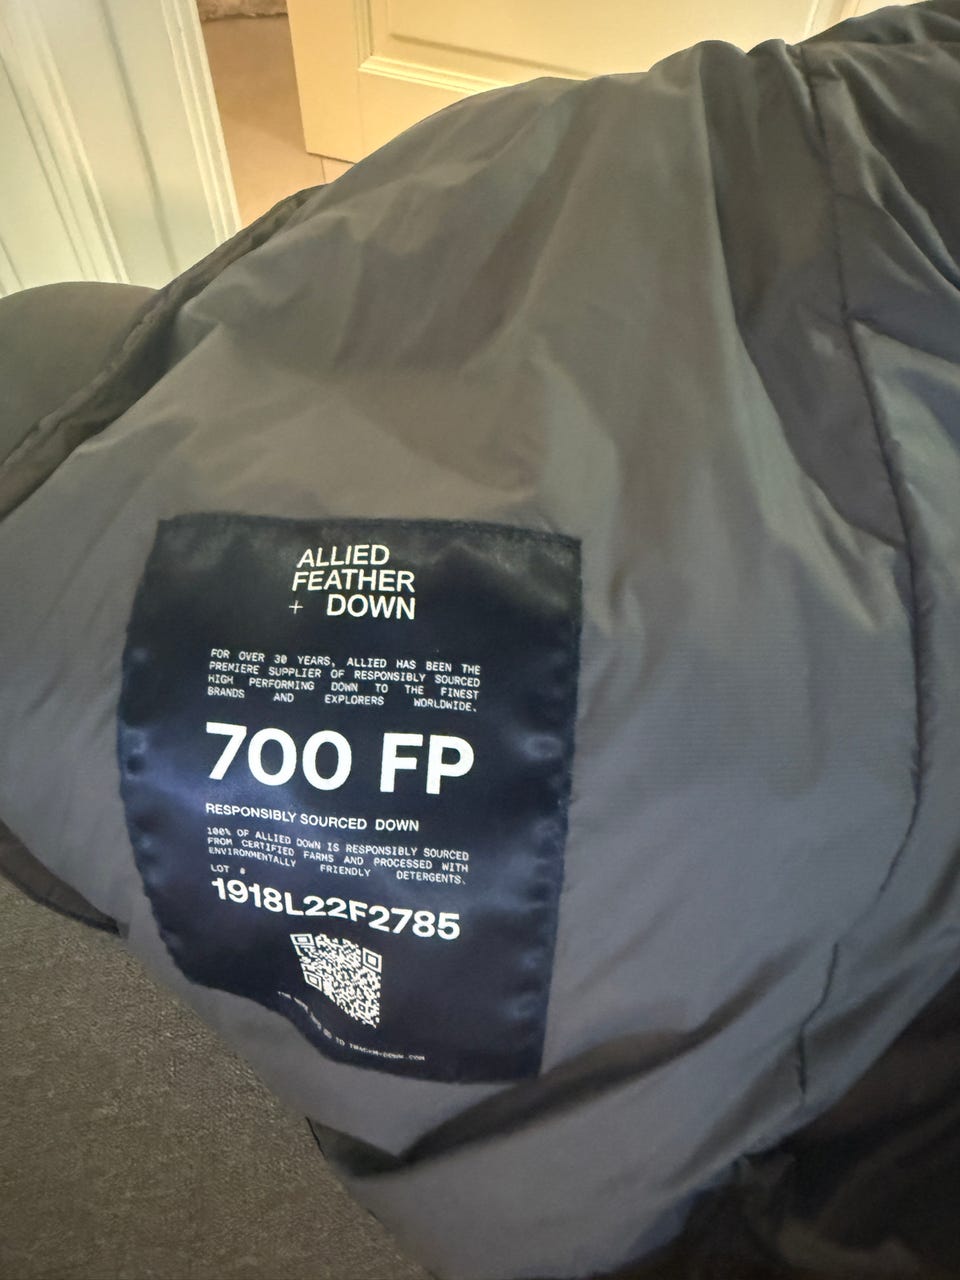 ALLIED
FEATHER
+ DOWN
FOR OVER 30 YEARS, ALLIED HAS BEEN THE
PREMIERE SUPPLIER OF RESPONSIBLY SOURCED
HIGH PERFORMING DOWN TO THE FINEST
BRANDS AND EXPLORERS WORLDWIDE.
700 FP
RESPONSIBLY SOURCED DOWN
100% OF ALLIED DOWN IS RESPONSIBLY SOURCED
FROM CERTIFIED FARMS AND PROCESSED WITH
ENVIRONMENTALLY FRIENDLY DETERGENTS.
LOT #
1918L22F2785
TO